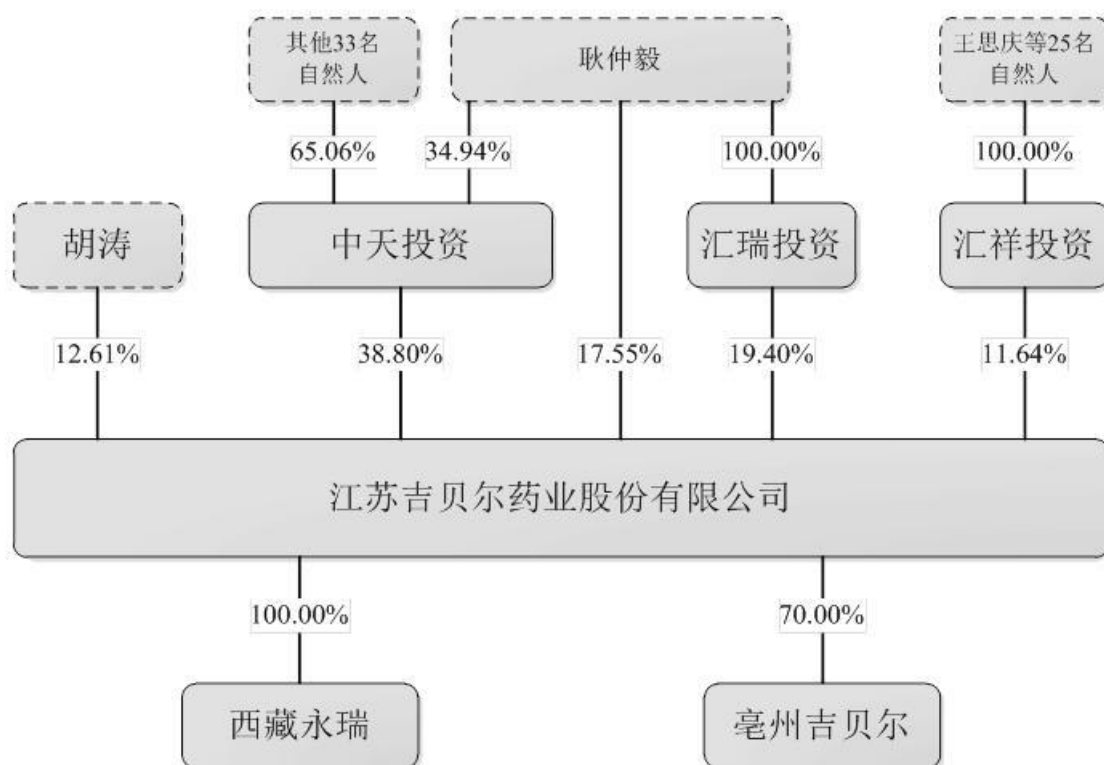 其他33名
自然人
耿仲毅
王思庆等25名
自然人
65.06%
34.94%
100.00%
100.00%
胡涛
中天投资
汇瑞投资
汇祥投资
12.61%
38.80%
17.55%
19.40%
11.64%
江苏吉贝尔药业股份有限公司
100.00%
70.00%
西藏永瑞
亳州吉贝尔